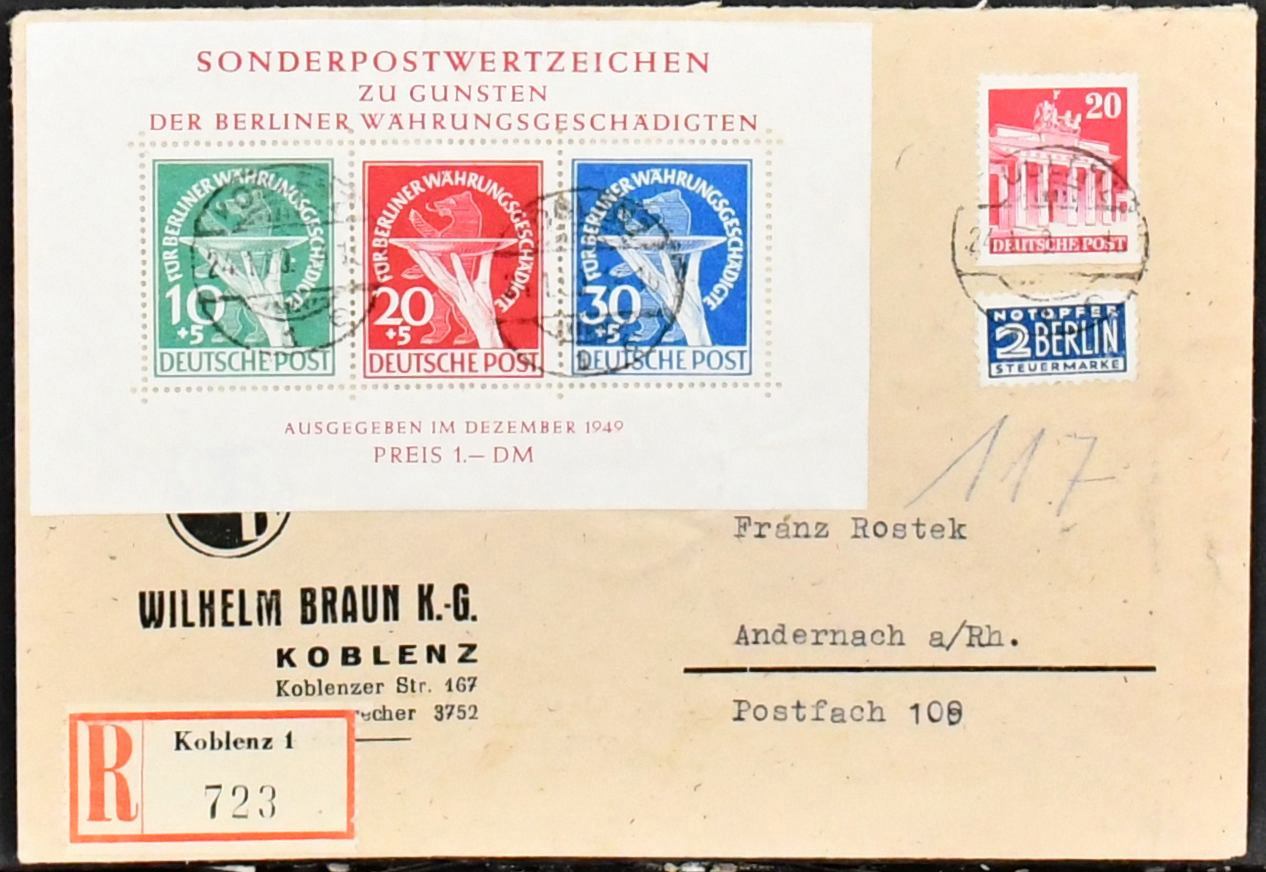 SONDERPOSTWERTZEICHEN
ZU GUNSTEN
DER BERLINER WÄHRUNGSGESCHÄDIGTEN
FÜR BERLINER WÄHRUNGSGESCHÄDIGTE
10
+5
DEUTSCHE POST
FÜR BERLINER WÄHRUNGSGESCHÄDIGTE
20
+5
DEUTSCHE POST
FÜR BERLINER WÄHRUNGSGESCHÄDIGTE
30
+5
DEUTSCHE POST
AUSGEGEBEN IM DEZEMBER 1949
PREIS 1.— DM
20
DEUTSCHE POST
NOTOPFER
2 BERLIN
STEUERMARKE
117
Franz Rostek
Andernach a/Rh.
Postfach 109
WILHELM BRAUN K.-G.
KOBLENZ
Koblenzer Str. 167
3752
R
Koblenz 1
723